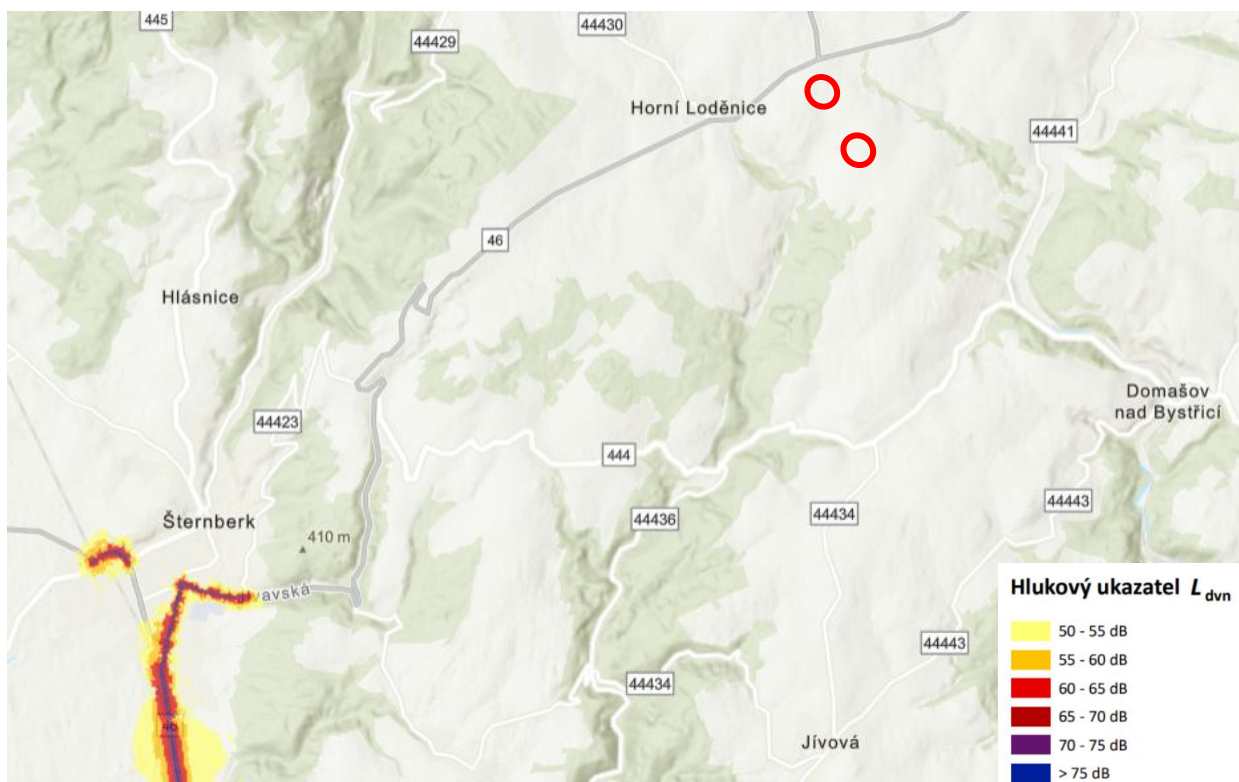 445
44430
44429
Horní Loděnice
44441
46
Hlásnice
Domašov
nad Bystřicí
44423
444
44443
Šternberk
44436
44434
410 m
vavská
Hlukový ukazatel L dvn
50 - 55 dB
55 - 60 dB
60 - 65 dB
65 - 70 dB
70 - 75 dB
> 75 dB
44443
44434
46
Jívová